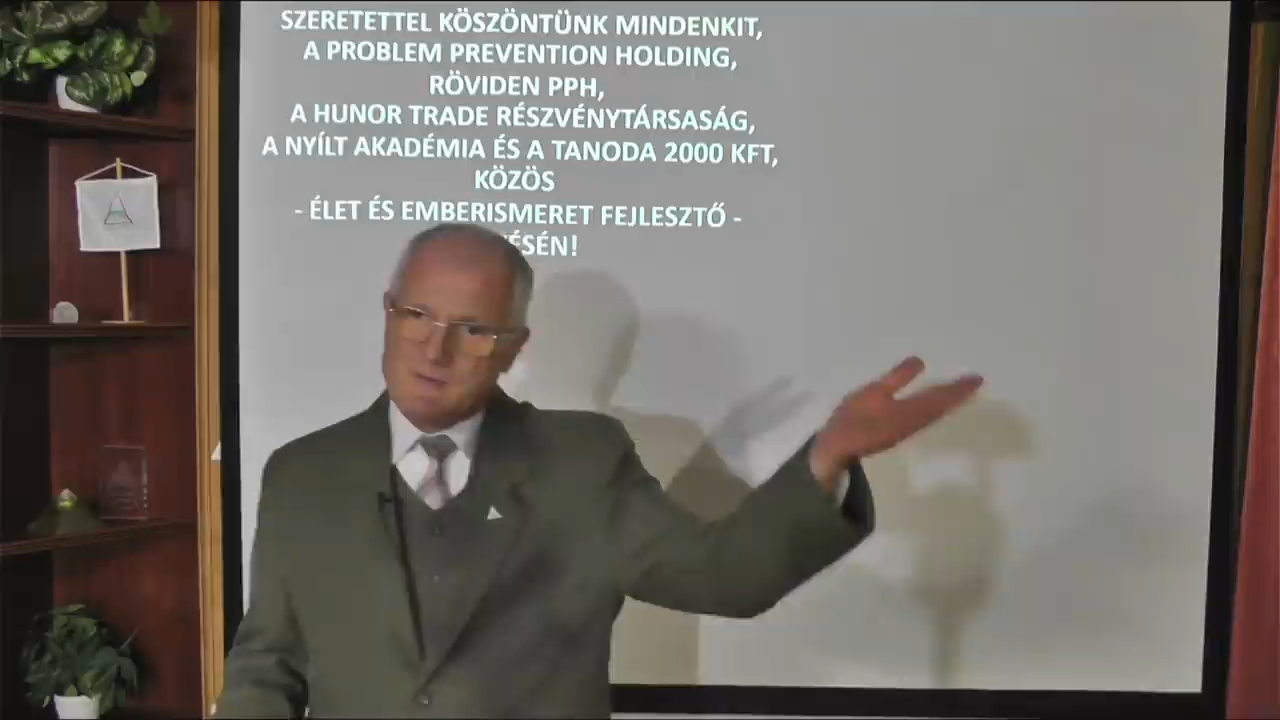 SZERETETTEL KÖSZÖNTÜNK MINDENKIT,
A PROBLEM PREVENTION HOLDING,
RÖVIDEN PPH,
A HUNOR TRADE RÉSZVÉNYTÁRSASÁG,
A NYÍLT AKADÉMIA ÉS A TANODA 2000 KFT,
KÖZÖS
- ÉLET ÉS EMBERISMERET FEJLESZTŐ -